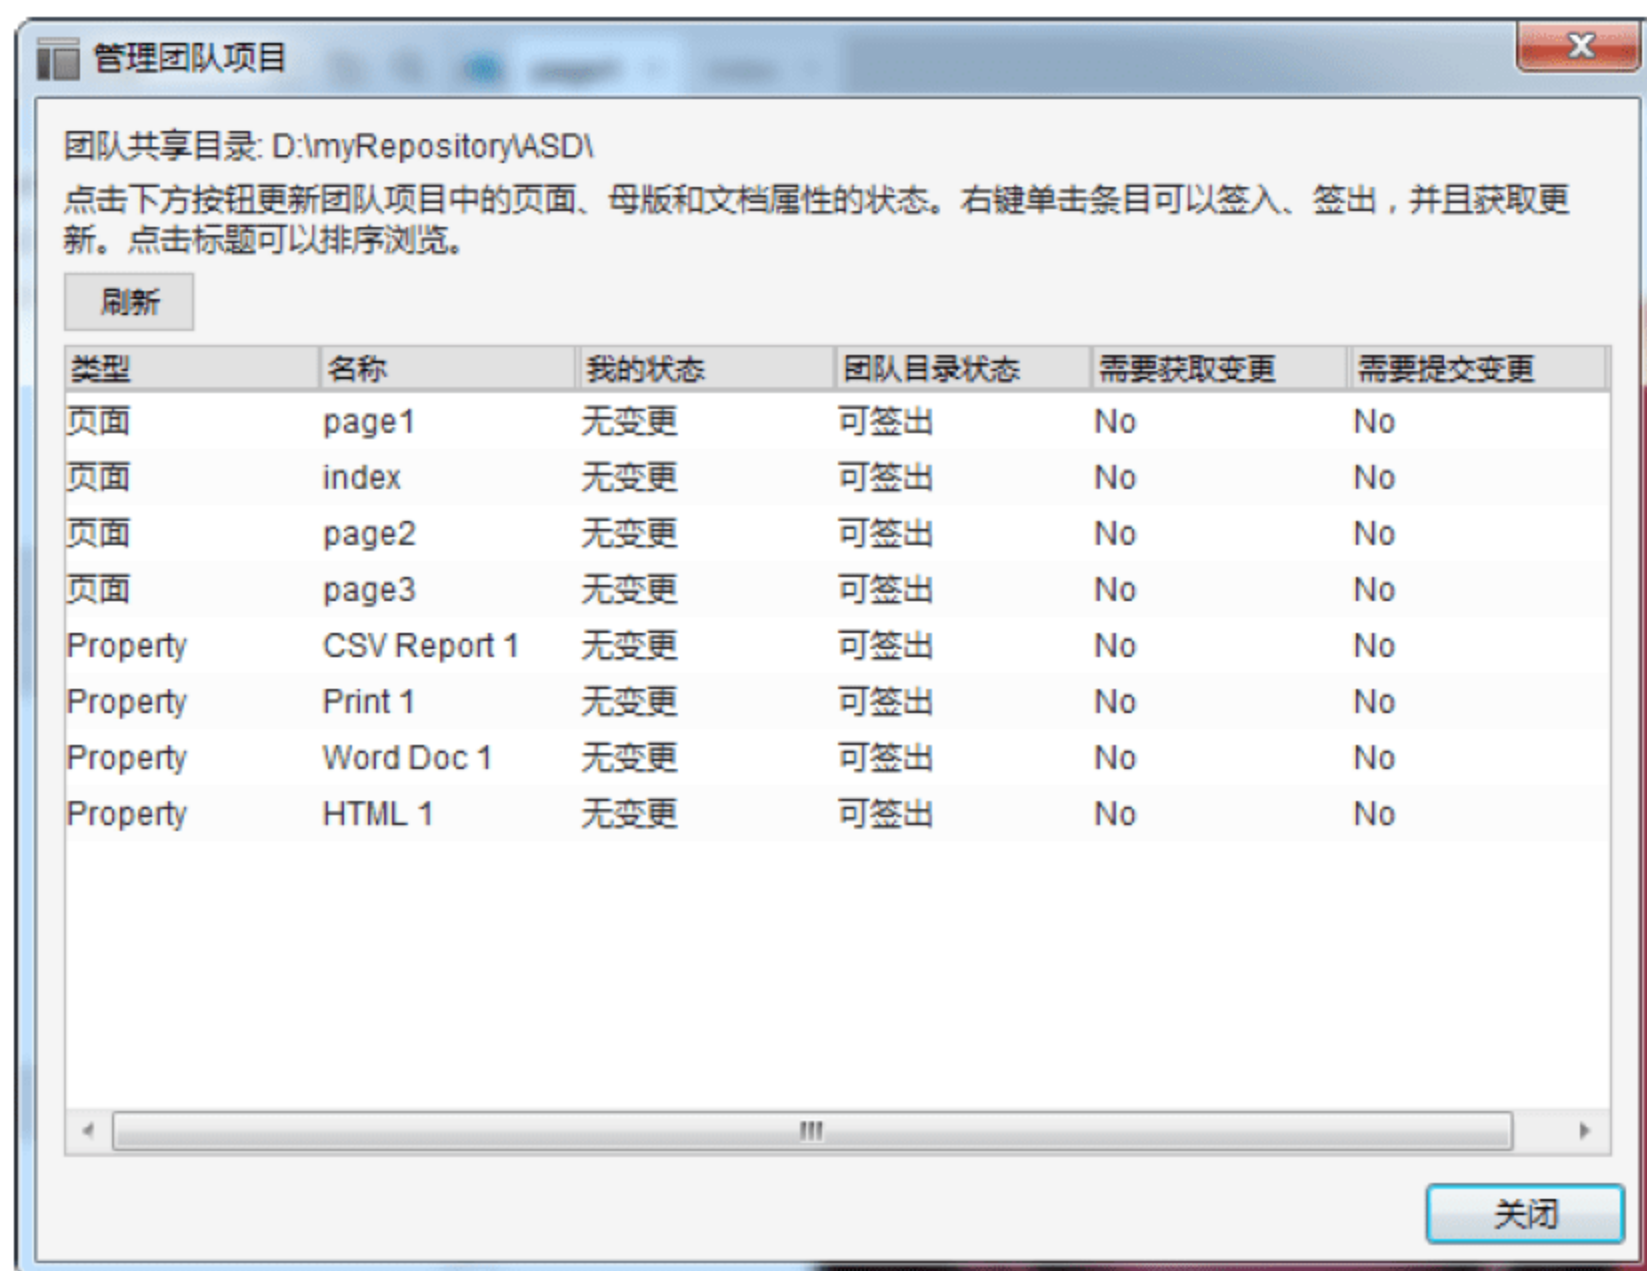 管理团队项目
团队共享目录: D:\myRepository\ASD\
点击下方按钮更新团队项目中的页面、母版和文档属性的状态。右键单击条目可以签入、签出，并且获取更
新。点击标题可以排序浏览。
刷新
类型 名称 我的状态 团队目录状态 需要获取变更 需要提交变更
页面 page1 无变更 可签出 No No
页面 index 无变更 可签出 No No
页面 page2 无变更 可签出 No No
页面 page3 无变更 可签出 No No
Property CSV Report 1 无变更 可签出 No No
Property Print 1 无变更 可签出 No No
Property Word Doc 1 无变更 可签出 No No
Property HTML 1 无变更 可签出 No No
关闭